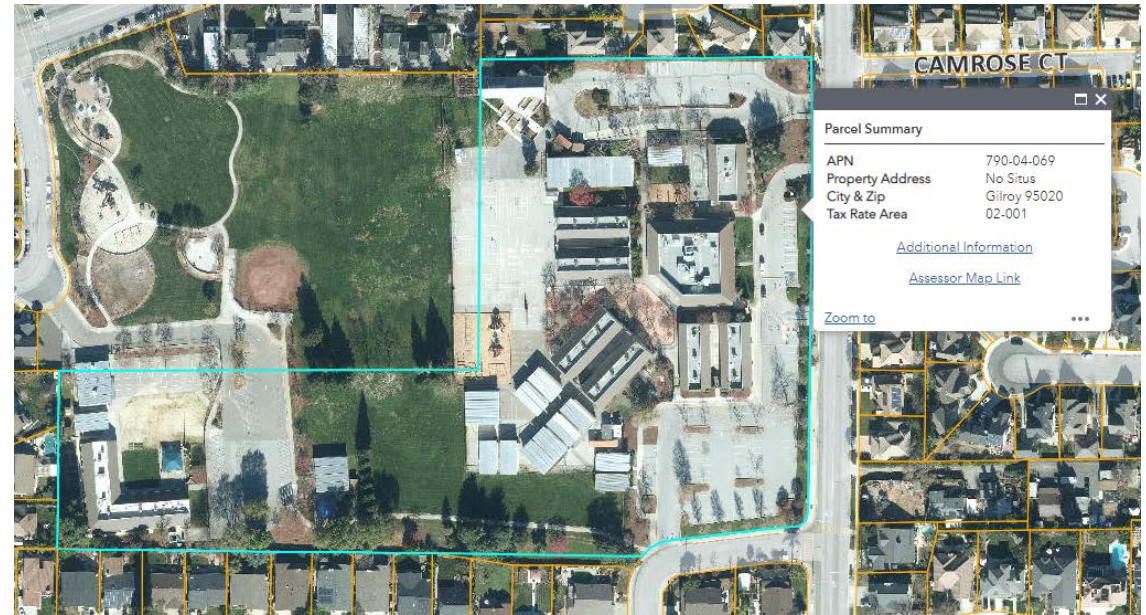 CAMROSE CT
Parcel Summary
APN 790-04-069
Property Address No Situs
City & Zip Gilroy 95020
Tax Rate Area 02-001
Additional Information
Assessor Map Link
Zoom to